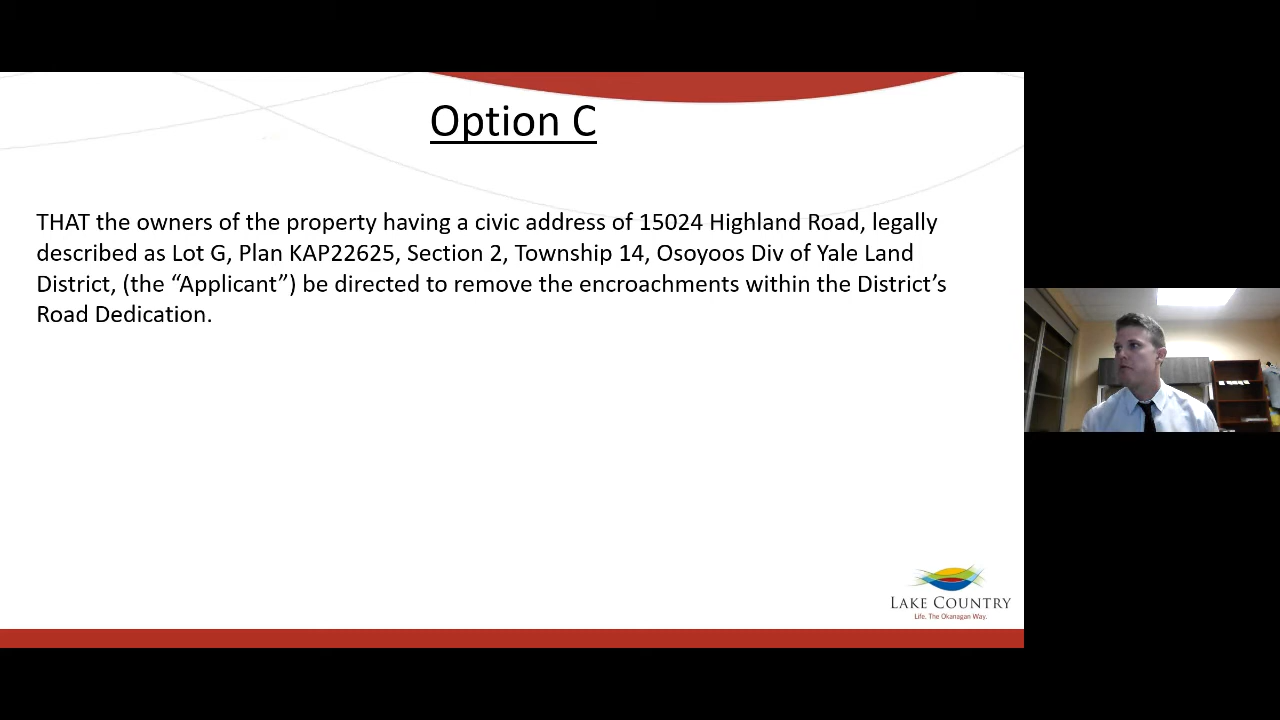 Option C
THAT the owners of the property having a civic address of 15024 Highland Road, legally
described as Lot G, Plan KAP22625, Section 2, Township 14, Osoyoos Div of Yale Land
District, (the “Applicant”) be directed to remove the encroachments within the District’s
Road Dedication.
LAKE COUNTRY
Life. The Okanagan Way.